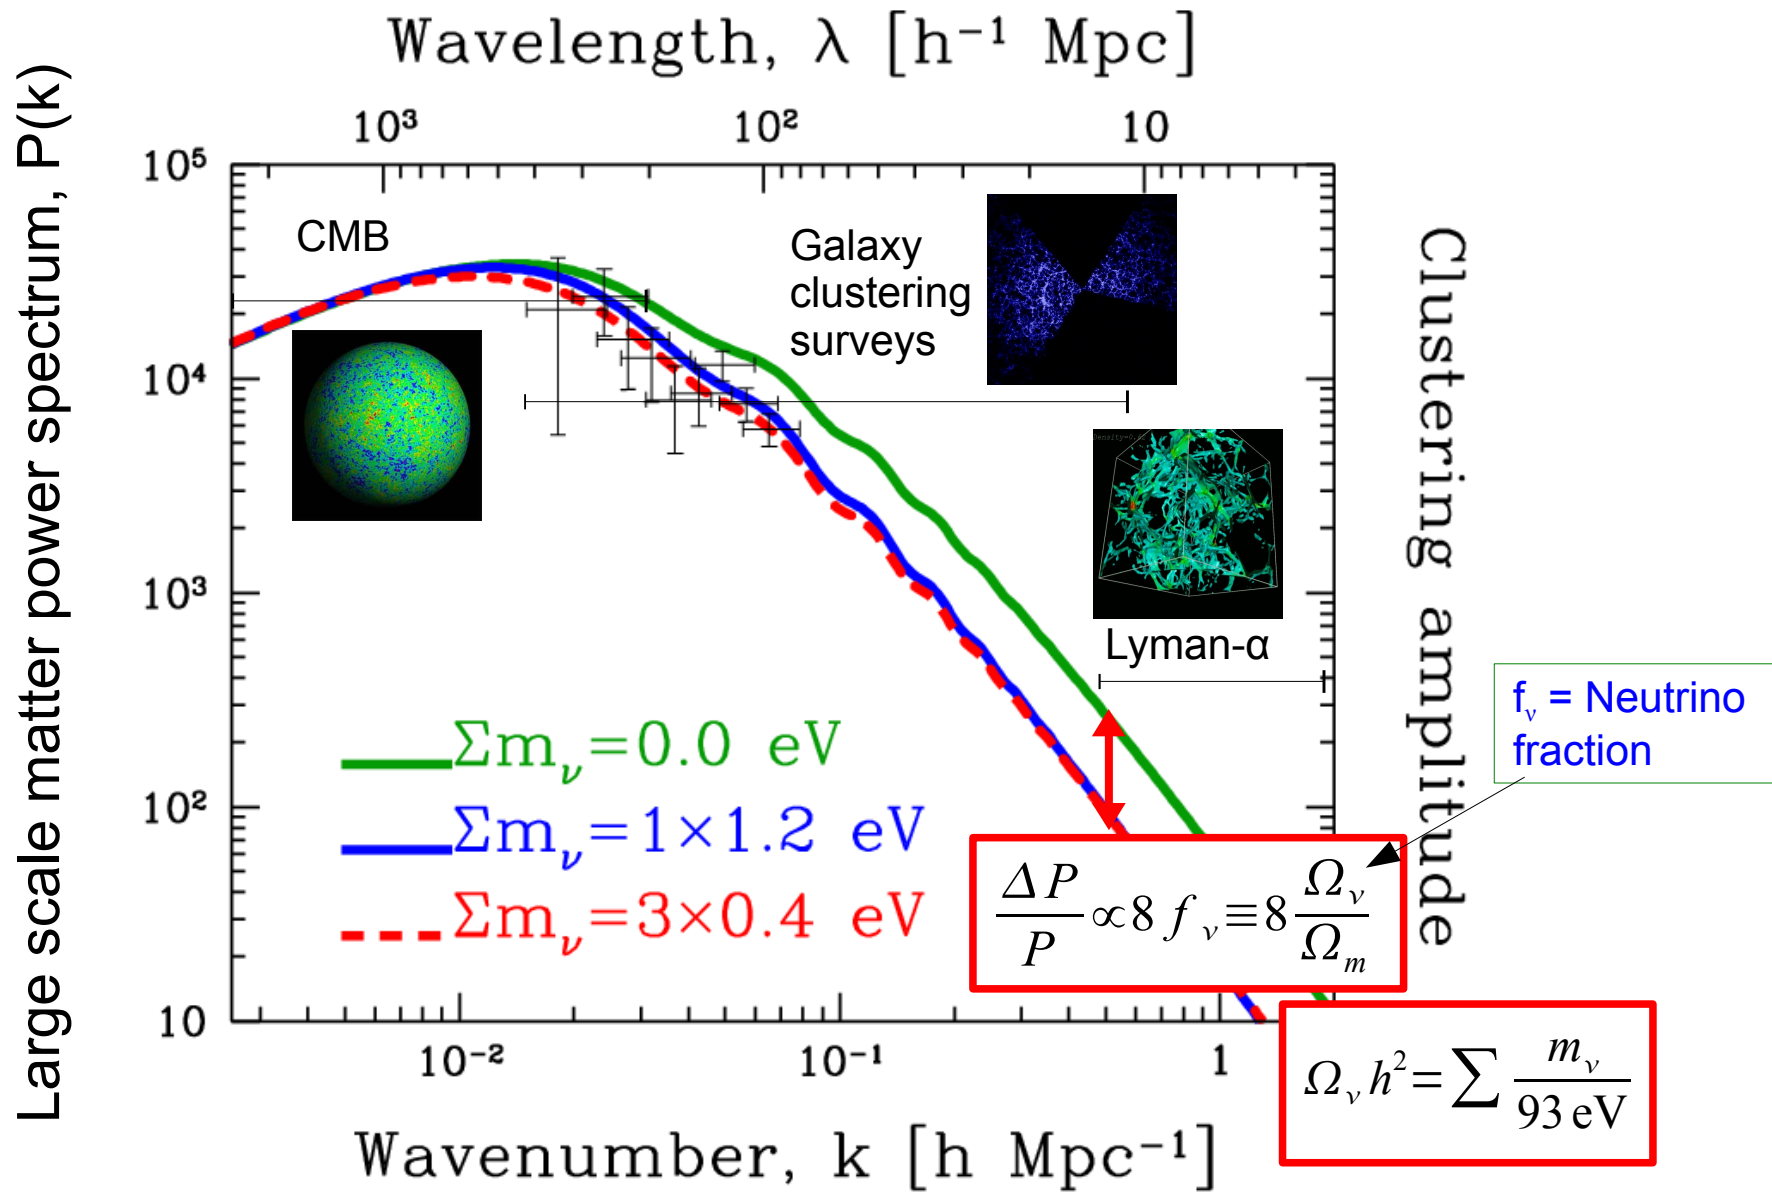 Wavelength, λ [h⁻¹ Mpc]
10³ 10² 10
Large scale matter power spectrum, P(k)
10⁵
10⁴
10³
10²
10
CMB
Galaxy
clustering
surveys
Lyman-α
Clustering amplitude
Σm_ν=0.0 eV
Σm_ν=1×1.2 eV
Σm_ν=3×0.4 eV
f_ν = Neutrino
fraction
ΔP/P ∝ 8 f_ν ≡ 8 Ω_ν/Ω_m
Ω_ν h² = ∑ m_ν/93 eV
10⁻² 10⁻¹ 1
Wavenumber, k [h Mpc⁻¹]